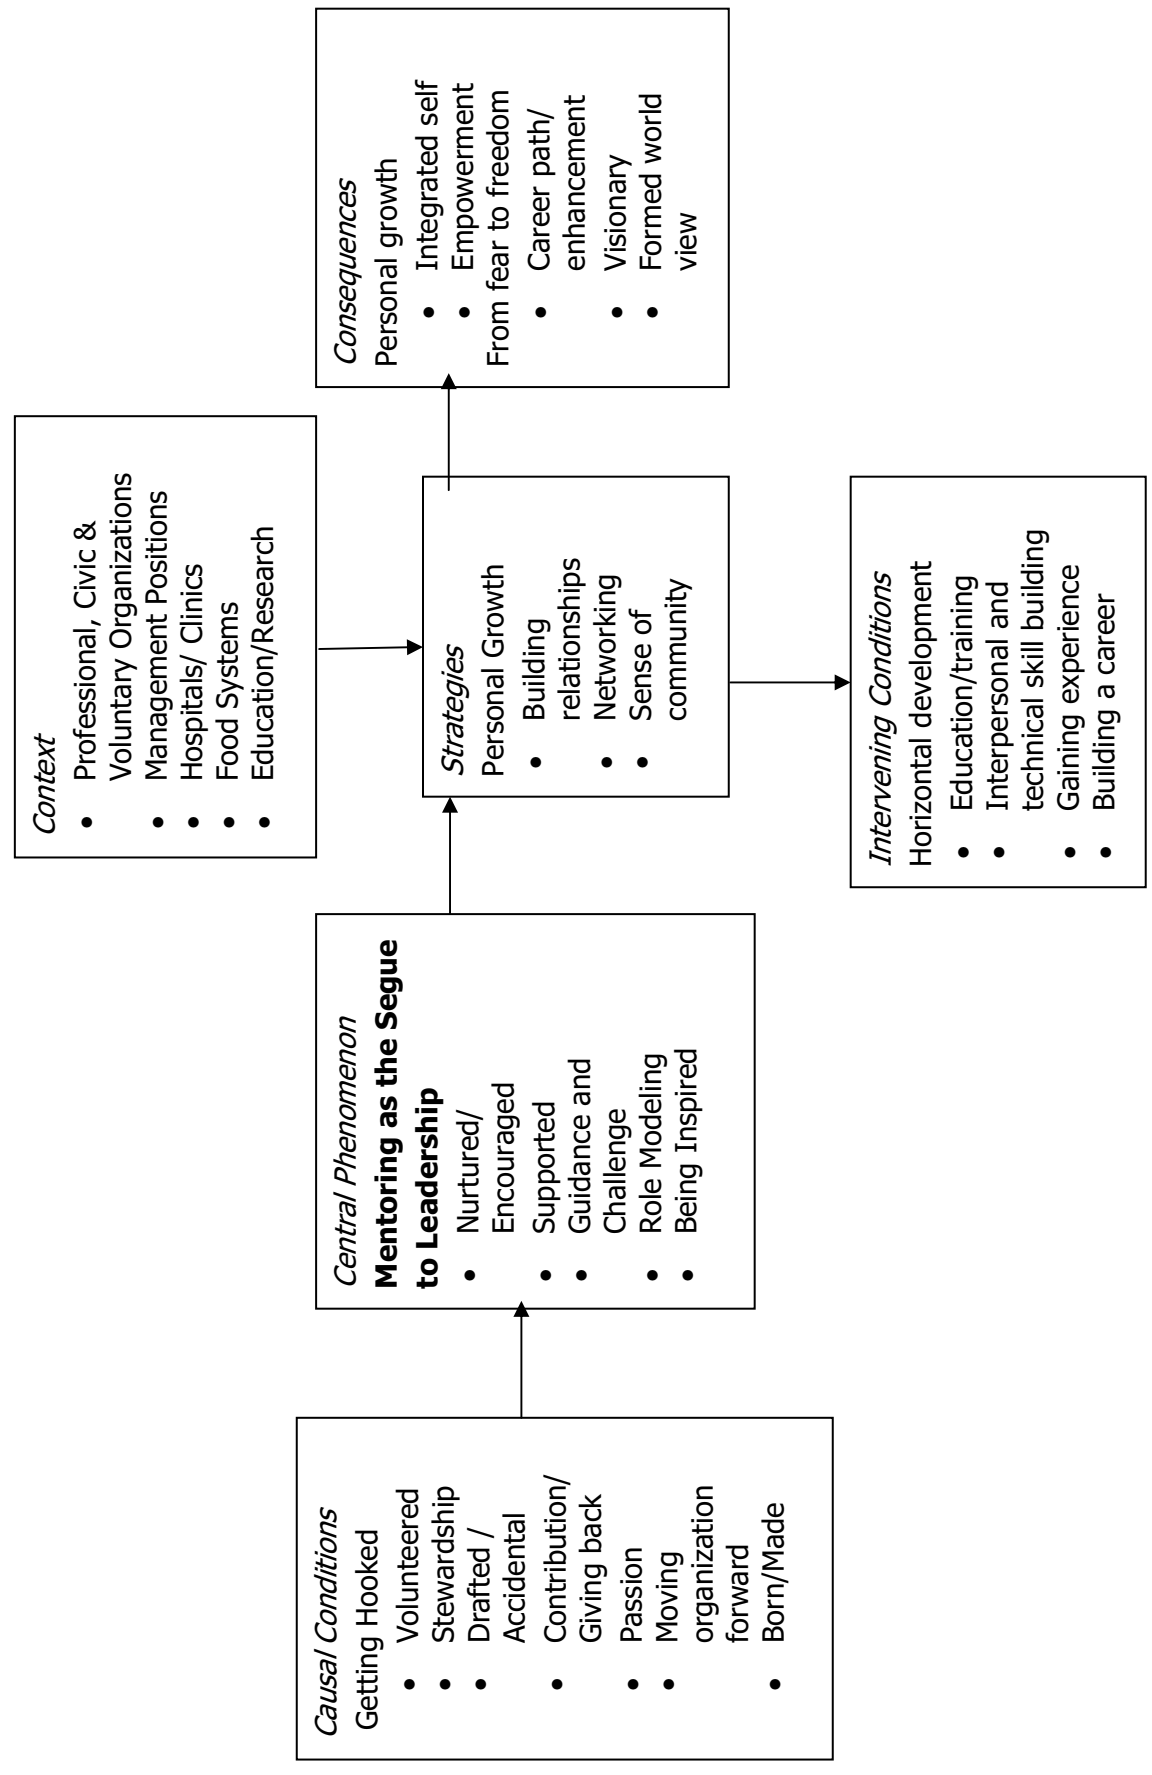 Causal Conditions
Getting Hooked
• Volunteered
• Stewardship
• Drafted /
Accidental
• Contribution/
Giving back
• Passion
• Moving
organization
forward
• Born/Made
Central Phenomenon
Mentoring as the Segue
to Leadership
• Nurtured/
Encouraged
• Supported
• Guidance and
Challenge
• Role Modeling
• Being Inspired
Context
• Professional, Civic &
Voluntary Organizations
• Management Positions
• Hospitals/ Clinics
• Food Systems
• Education/Research
Strategies
Personal Growth
• Building
relationships
• Networking
• Sense of
community
Intervening Conditions
Horizontal development
• Education/training
• Interpersonal and
technical skill building
• Gaining experience
• Building a career
Consequences
Personal growth
• Integrated self
• Empowerment
From fear to freedom
• Career path/
enhancement
• Visionary
• Formed world
view